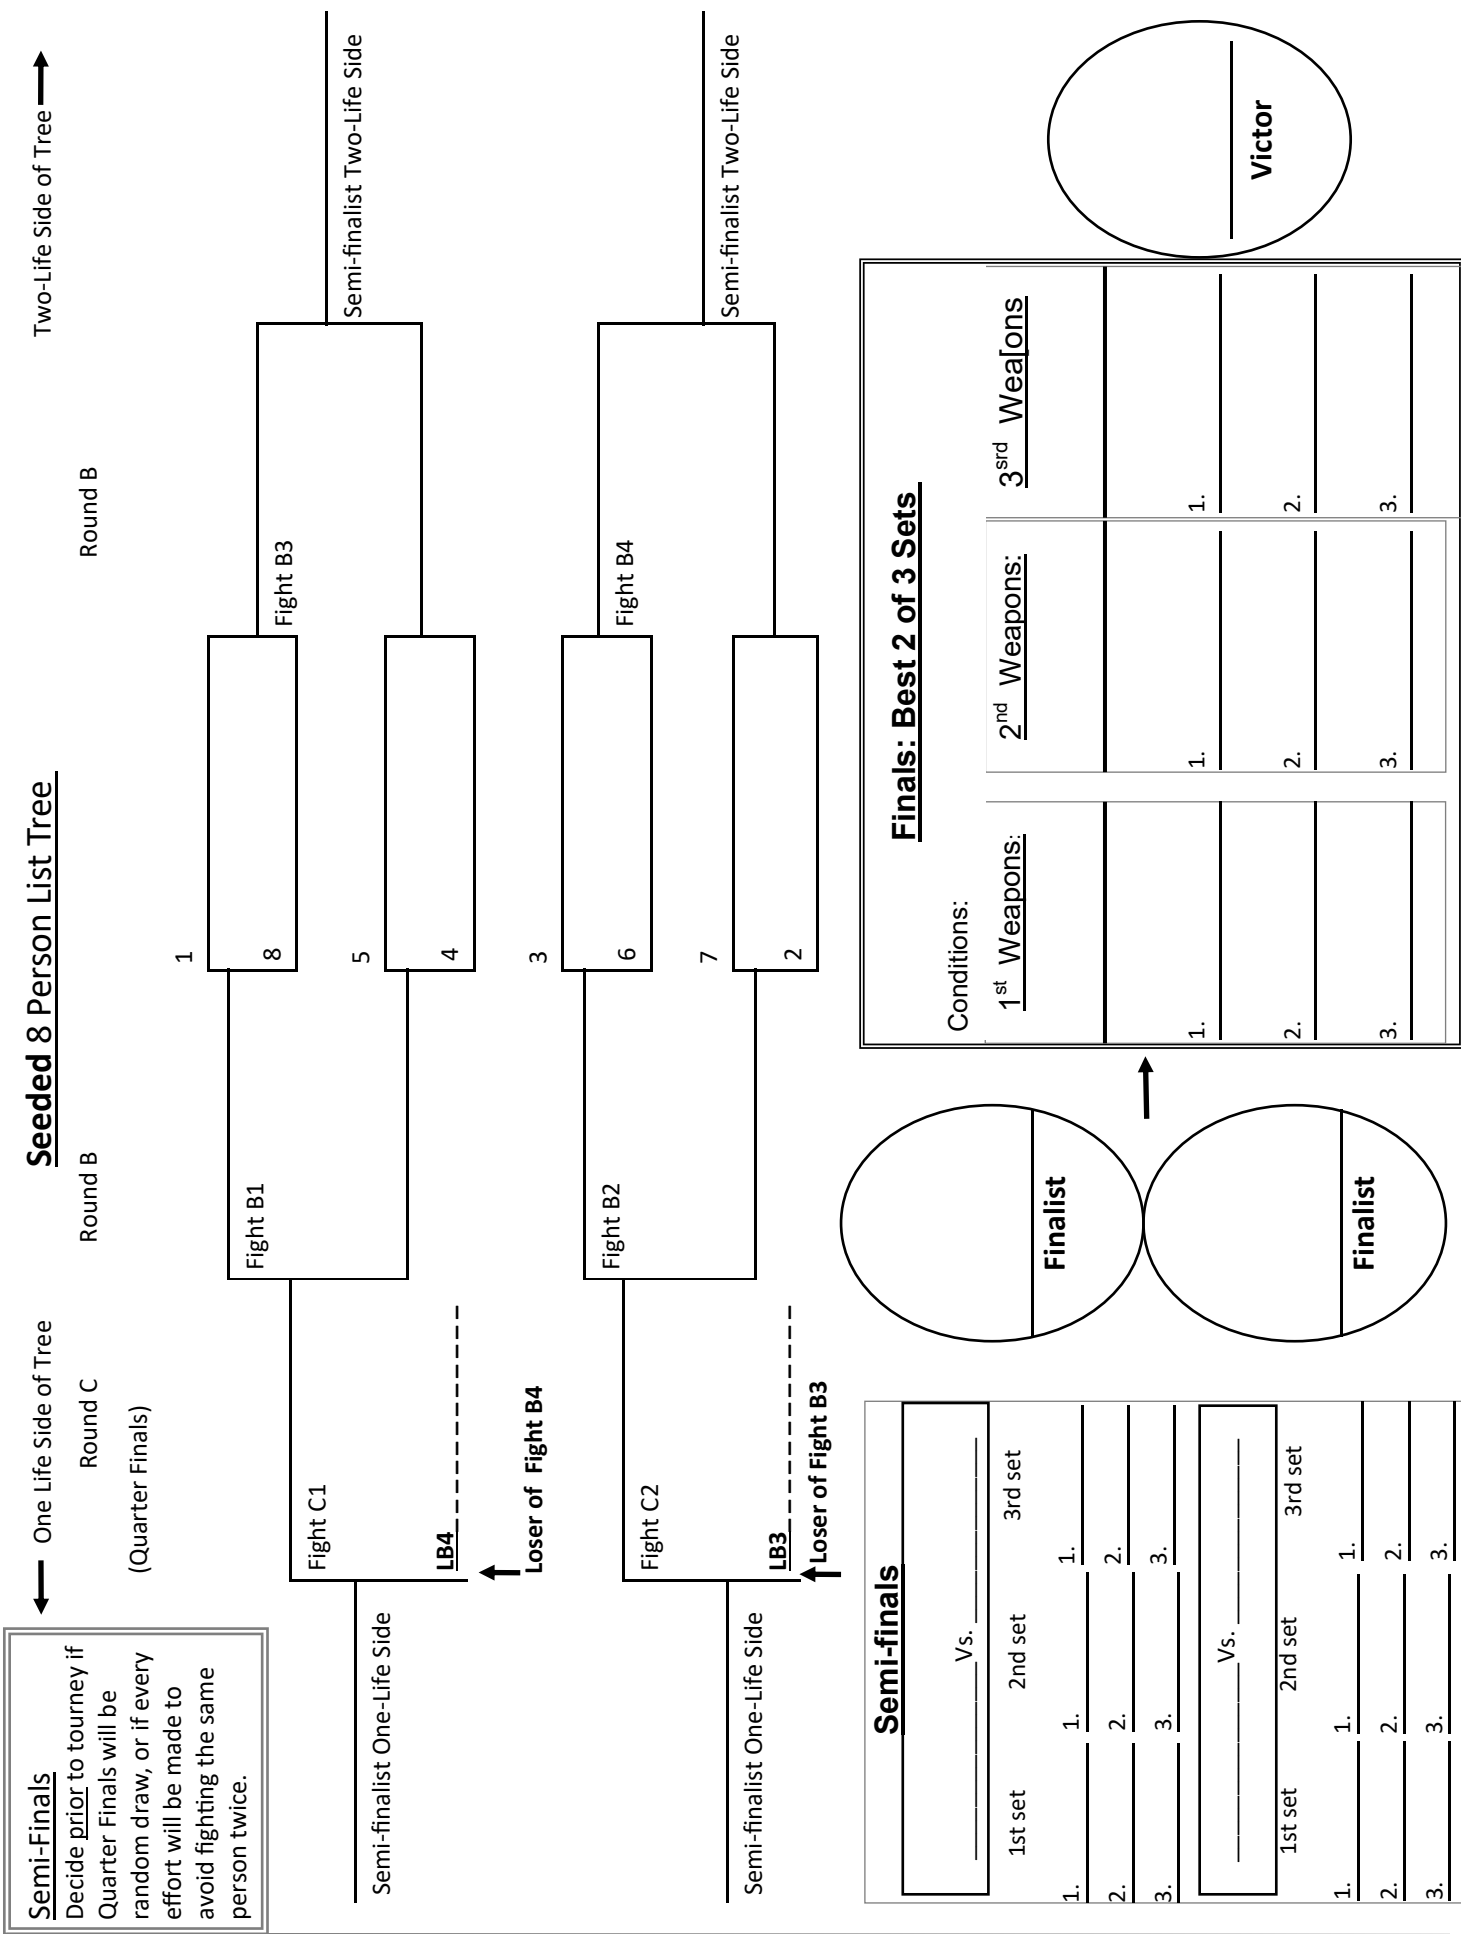 Seeded 8 Person List Tree
One Life Side of Tree
Two-Life Side of Tree
Semi-Finals
Decide prior to tourney if
Quarter Finals will be
random draw, or if every
effort will be made to
avoid fighting the same
person twice.
Round C
Round B
Round B
(Quarter Finals)
1
8
5
4
Fight B1
Fight B3
Fight C1
LB4
Loser of Fight B4
Semi-finalist One-Life Side
Semi-finalist Two-Life Side
3
6
7
2
Fight B2
Fight B4
Fight C2
LB3
Loser of Fight B3
Semi-finalist One-Life Side
Semi-finalist Two-Life Side
Semi-finals
Vs.
1st set
2nd set
3rd set
1.
1.
1.
2.
2.
2.
3.
3.
3.
Vs.
1st set
2nd set
3rd set
1.
1.
1.
2.
2.
2.
3.
3.
3.
Finalist
Finalist
Finals: Best 2 of 3 Sets
Conditions:
1st Weapons:
2nd Weapons:
3srd Wea[ons
1.
1.
1.
2.
2.
2.
3.
3.
3.
Victor